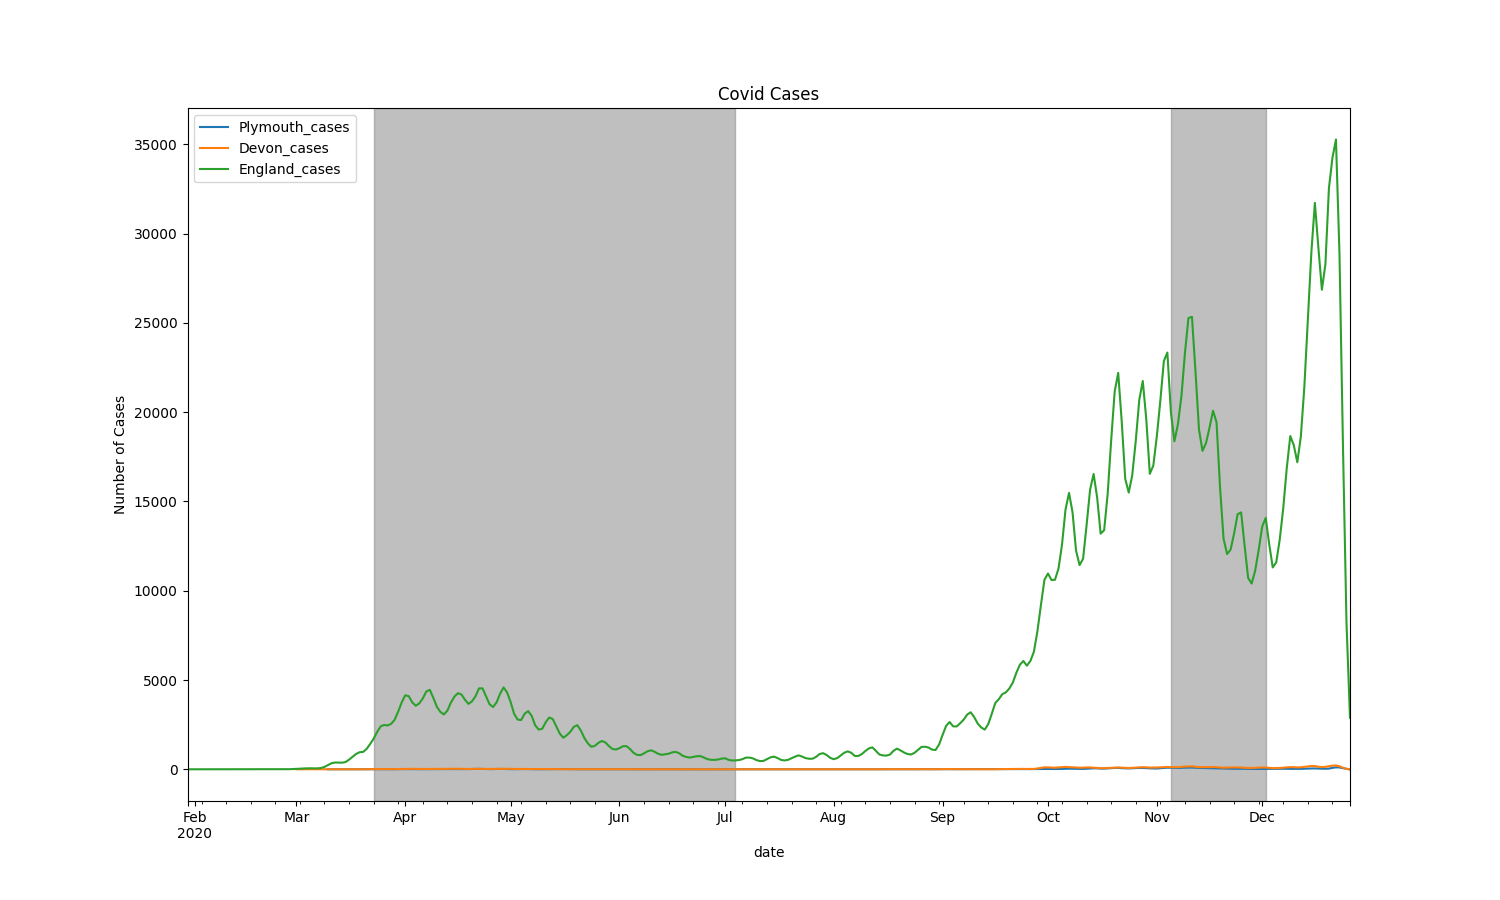 Covid Cases
Plymouth_cases
Devon_cases
England_cases
35000
30000
25000
20000
15000
10000
5000
0
Number of Cases
Feb Mar Apr May Jun Jul Aug Sep Oct Nov Dec
2020
date